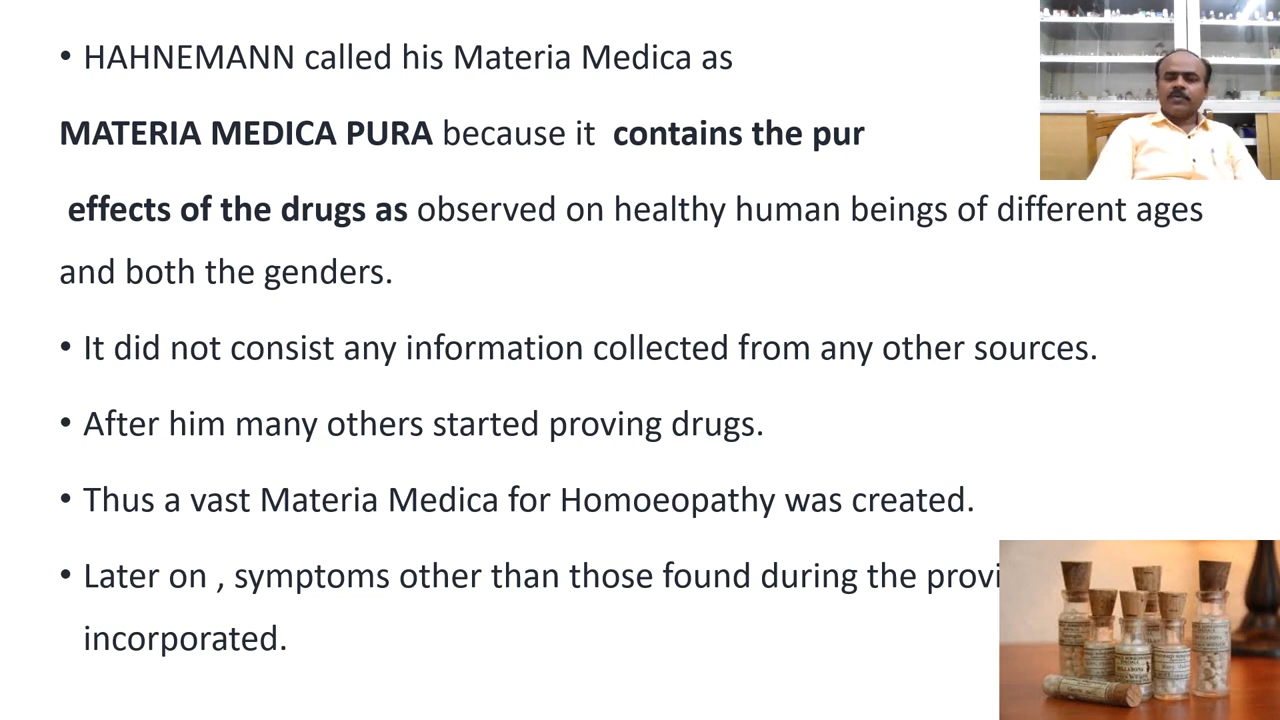 • HAHNEMANN called his Materia Medica as
MATERIA MEDICA PURA because it contains the pur
effects of the drugs as observed on healthy human beings of different ages
and both the genders.
• It did not consist any information collected from any other sources.
• After him many others started proving drugs.
• Thus a vast Materia Medica for Homoeopathy was created.
• Later on , symptoms other than those found during the provi
incorporated.